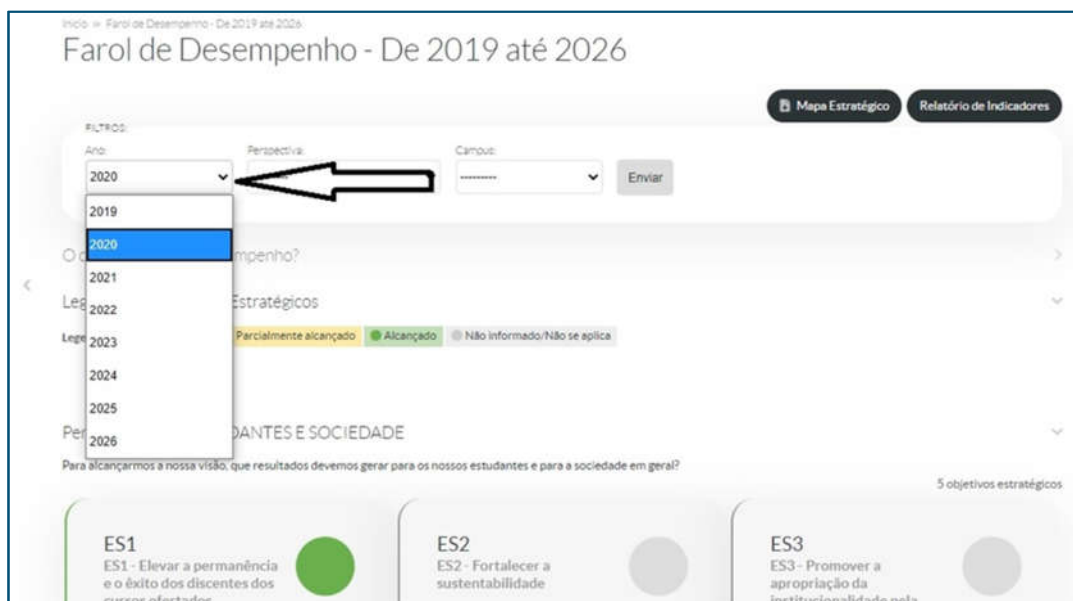 Início » Farol de Desempenho - De 2019 até 2026
Farol de Desempenho - De 2019 até 2026
Mapa Estratégico Relatório de Indicadores
FILTROS:
Ano: Perspectiva: Campus:
2020 --------- Enviar
2019
2020
2021
2022
2023
2024
2025
2026
O mpenho?
Estratégicos
Parcialmente alcançado Alcançado Não informado/Não se aplica
DANTES E SOCIEDADE
Para alcançarmos a nossa visão, que resultados devemos gerar para os nossos estudantes e para a sociedade em geral?
5 objetivos estratégicos
ES1
ES1 - Elevar a permanência
e o êxito dos discentes dos
cursos ofertados
ES2
ES2 - Fortalecer a
sustentabilidade
ES3
ES3 - Promover a
apropriação da
institucionalidade pela